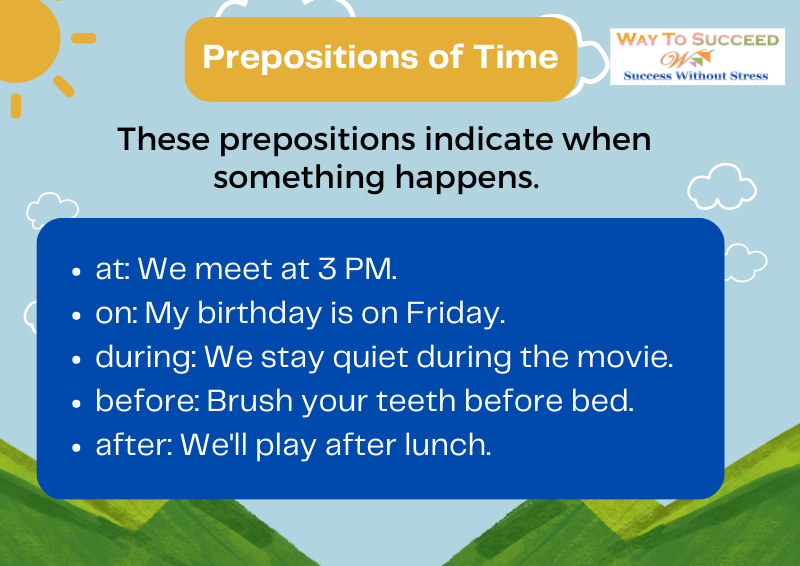 Prepositions of Time
WAY TO SUCCEED
W
Success Without Stress
These prepositions indicate when
something happens.
• at: We meet at 3 PM.
• on: My birthday is on Friday.
• during: We stay quiet during the movie.
• before: Brush your teeth before bed.
• after: We'll play after lunch.